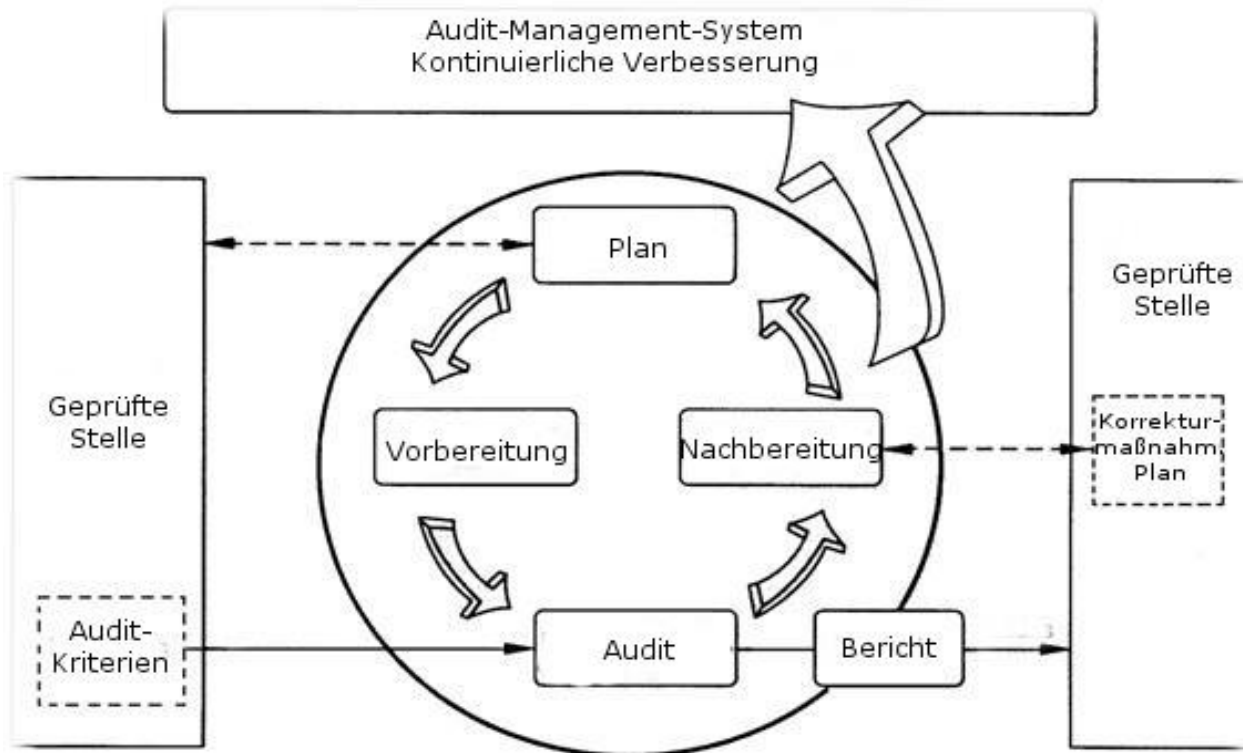 Audit-Management-System
Kontinuierliche Verbesserung
Plan
Geprüfte
Stelle
Geprüfte
Stelle
Vorbereitung
Nachbereitung
Korrektur-
maßnahm.
Plan
Audit-
Kriterien
Audit
Bericht